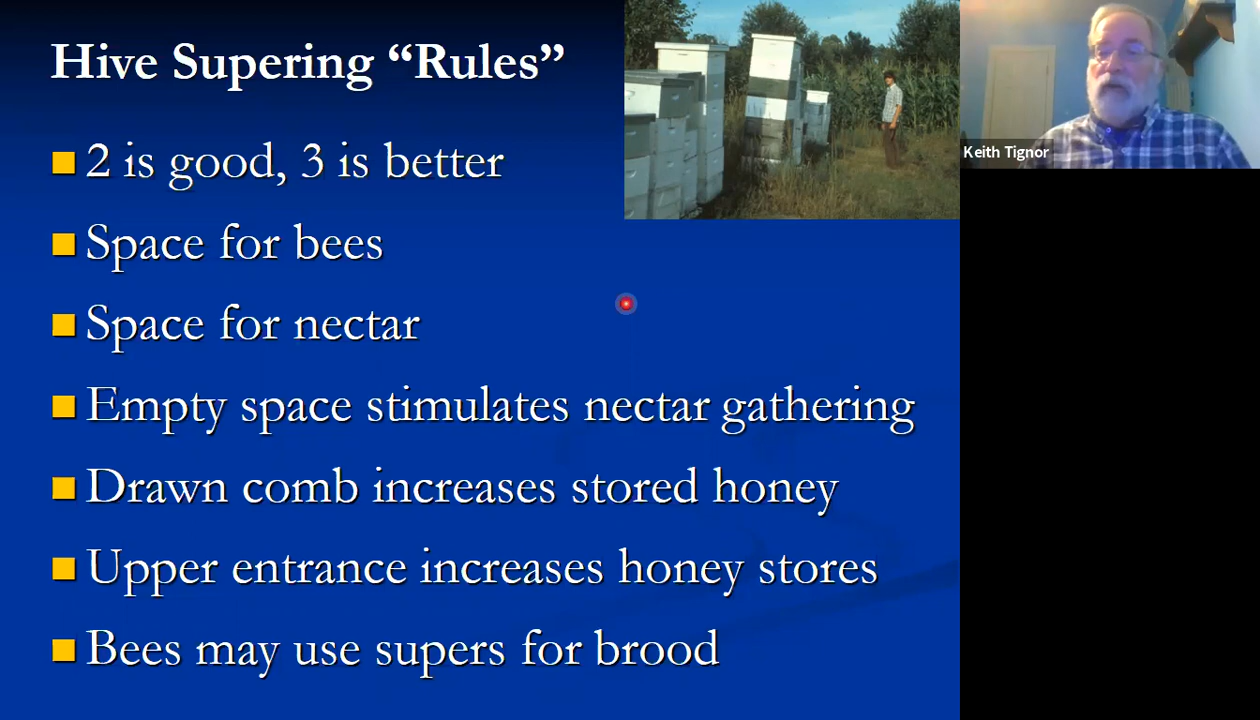 Hive Supering “Rules”
2 is good, 3 is better
Space for bees
Space for nectar
Empty space stimulates nectar gathering
Drawn comb increases stored honey
Upper entrance increases honey stores
Bees may use supers for brood
Keith Tignor